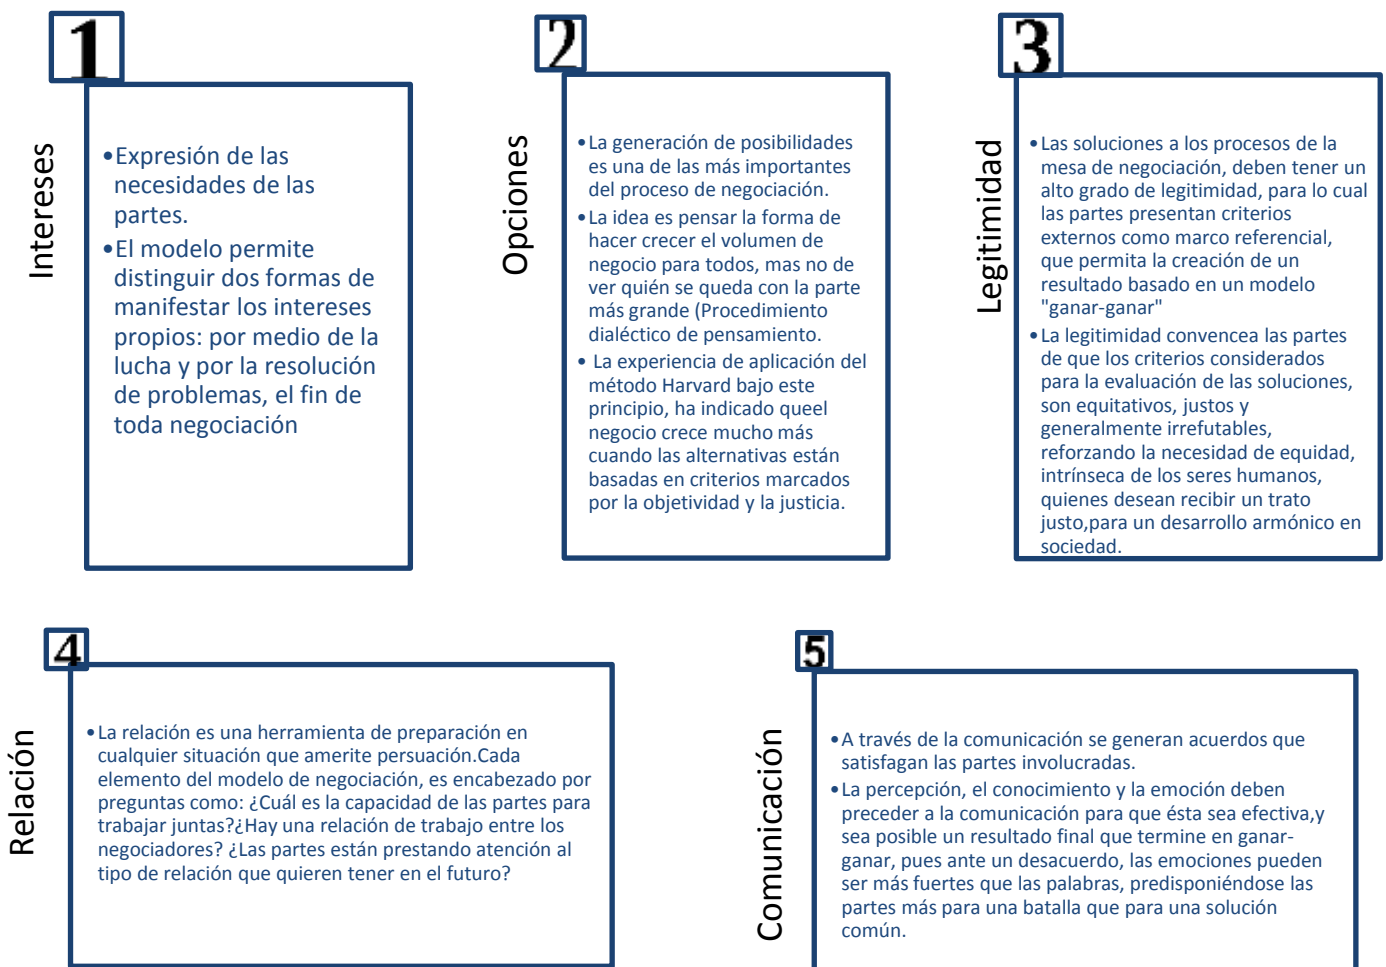 1
Intereses
•Expresión de las
necesidades de las
partes.
•El modelo permite
distinguir dos formas de
manifestar los intereses
propios: por medio de la
lucha y por la resolución
de problemas, el fin de
toda negociación
2
Opciones
•La generación de posibilidades
es una de las más importantes
del proceso de negociación.
•La idea es pensar la forma de
hacer crecer el volumen de
negocio para todos, mas no de
ver quién se queda con la parte
más grande (Procedimiento
dialéctico de pensamiento.
• La experiencia de aplicación del
método Harvard bajo este
principio, ha indicado queel
negocio crece mucho más
cuando las alternativas están
basadas en criterios marcados
por la objetividad y la justicia.
3
Legitimidad
•Las soluciones a los procesos de la
mesa de negociación, deben tener un
alto grado de legitimidad, para lo cual
las partes presentan criterios
externos como marco referencial,
que permita la creación de un
resultado basado en un modelo
"ganar-ganar"
•La legitimidad convencea las partes
de que los criterios considerados
para la evaluación de las soluciones,
son equitativos, justos y
generalmente irrefutables,
reforzando la necesidad de equidad,
intrínseca de los seres humanos,
quienes desean recibir un trato
justo,para un desarrollo armónico en
sociedad.
4
Relación
•La relación es una herramienta de preparación en
cualquier situación que amerite persuación.Cada
elemento del modelo de negociación, es encabezado por
preguntas como: ¿Cuál es la capacidad de las partes para
trabajar juntas?¿Hay una relación de trabajo entre los
negociadores? ¿Las partes están prestando atención al
tipo de relación que quieren tener en el futuro?
5
Comunicación
•A través de la comunicación se generan acuerdos que
satisfagan las partes involucradas.
•La percepción, el conocimiento y la emoción deben
preceder a la comunicación para que ésta sea efectiva,y
sea posible un resultado final que termine en ganar-
ganar, pues ante un desacuerdo, las emociones pueden
ser más fuertes que las palabras, predisponiéndose las
partes más para una batalla que para una solución
común.